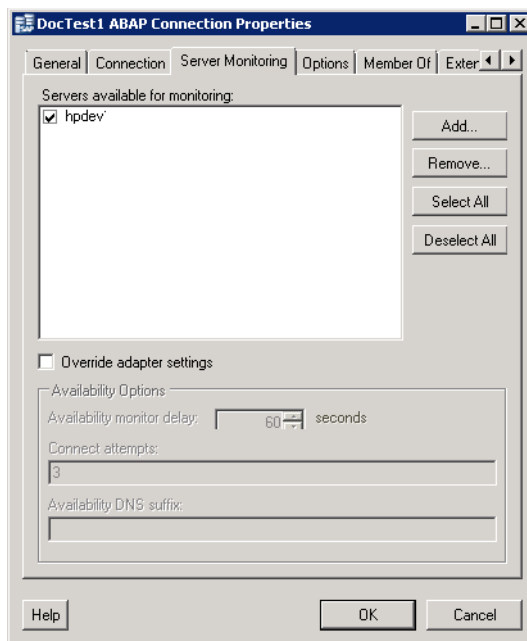 DocTest1 ABAP Connection Properties
General Connection Server Monitoring Options Member Of Exter
Servers available for monitoring:
hpdev
Add...
Remove...
Select All
Deselect All
Override adapter settings
Availability Options
Availability monitor delay: 60 seconds
Connect attempts:
3
Availability DNS suffix:
Help OK Cancel